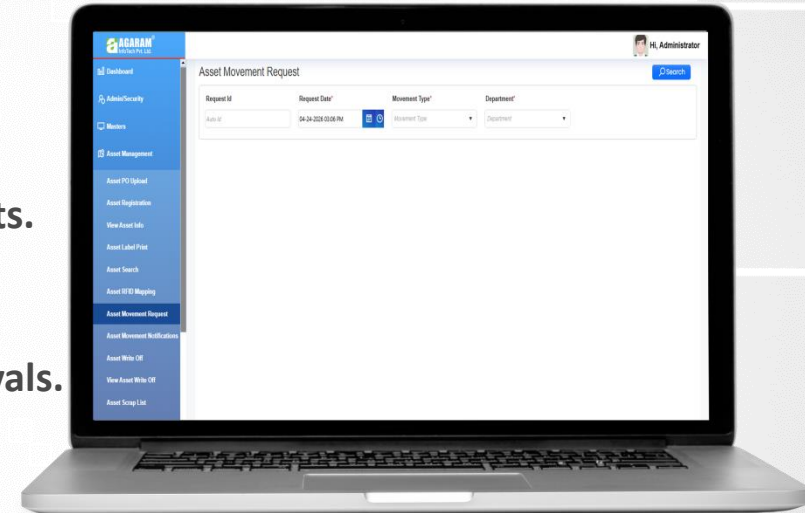 AGARAM
InfoTech Pvt. Ltd.
Hi, Administrator
Dashboard
Admin/Security
Masters
Asset Management
Asset PO Upload
Asset Registration
View Asset Info
Asset Label Print
Asset Search
Asset RFID Mapping
Asset Movement Request
Asset Movement Notifications
Asset Write Off
View Asset Write Off
Asset Scrap List
Asset Movement Request
Search
Request Id
Request Date*
Movement Type*
Department*
Auto Id
04-24-2026 03:06 PM
Movement Type
Department
ts.
vals.